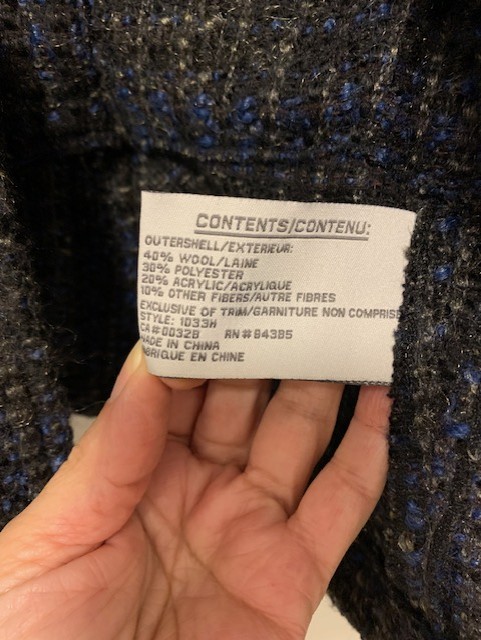 CONTENTS/CONTENU:
OUTERSHELL/EXTERIEUR:
40% WOOL/LAINE
30% POLYESTER
20% ACRYLIC/ACRYLIQUE
10% OTHER FIBERS/AUTRE FIBRES
EXCLUSIVE OF TRIM/GARNITURE NON COMPRISE
STYLE: 1033H
CA#00328 RN#84385
MADE IN CHINA
FABRIQUE EN CHINE